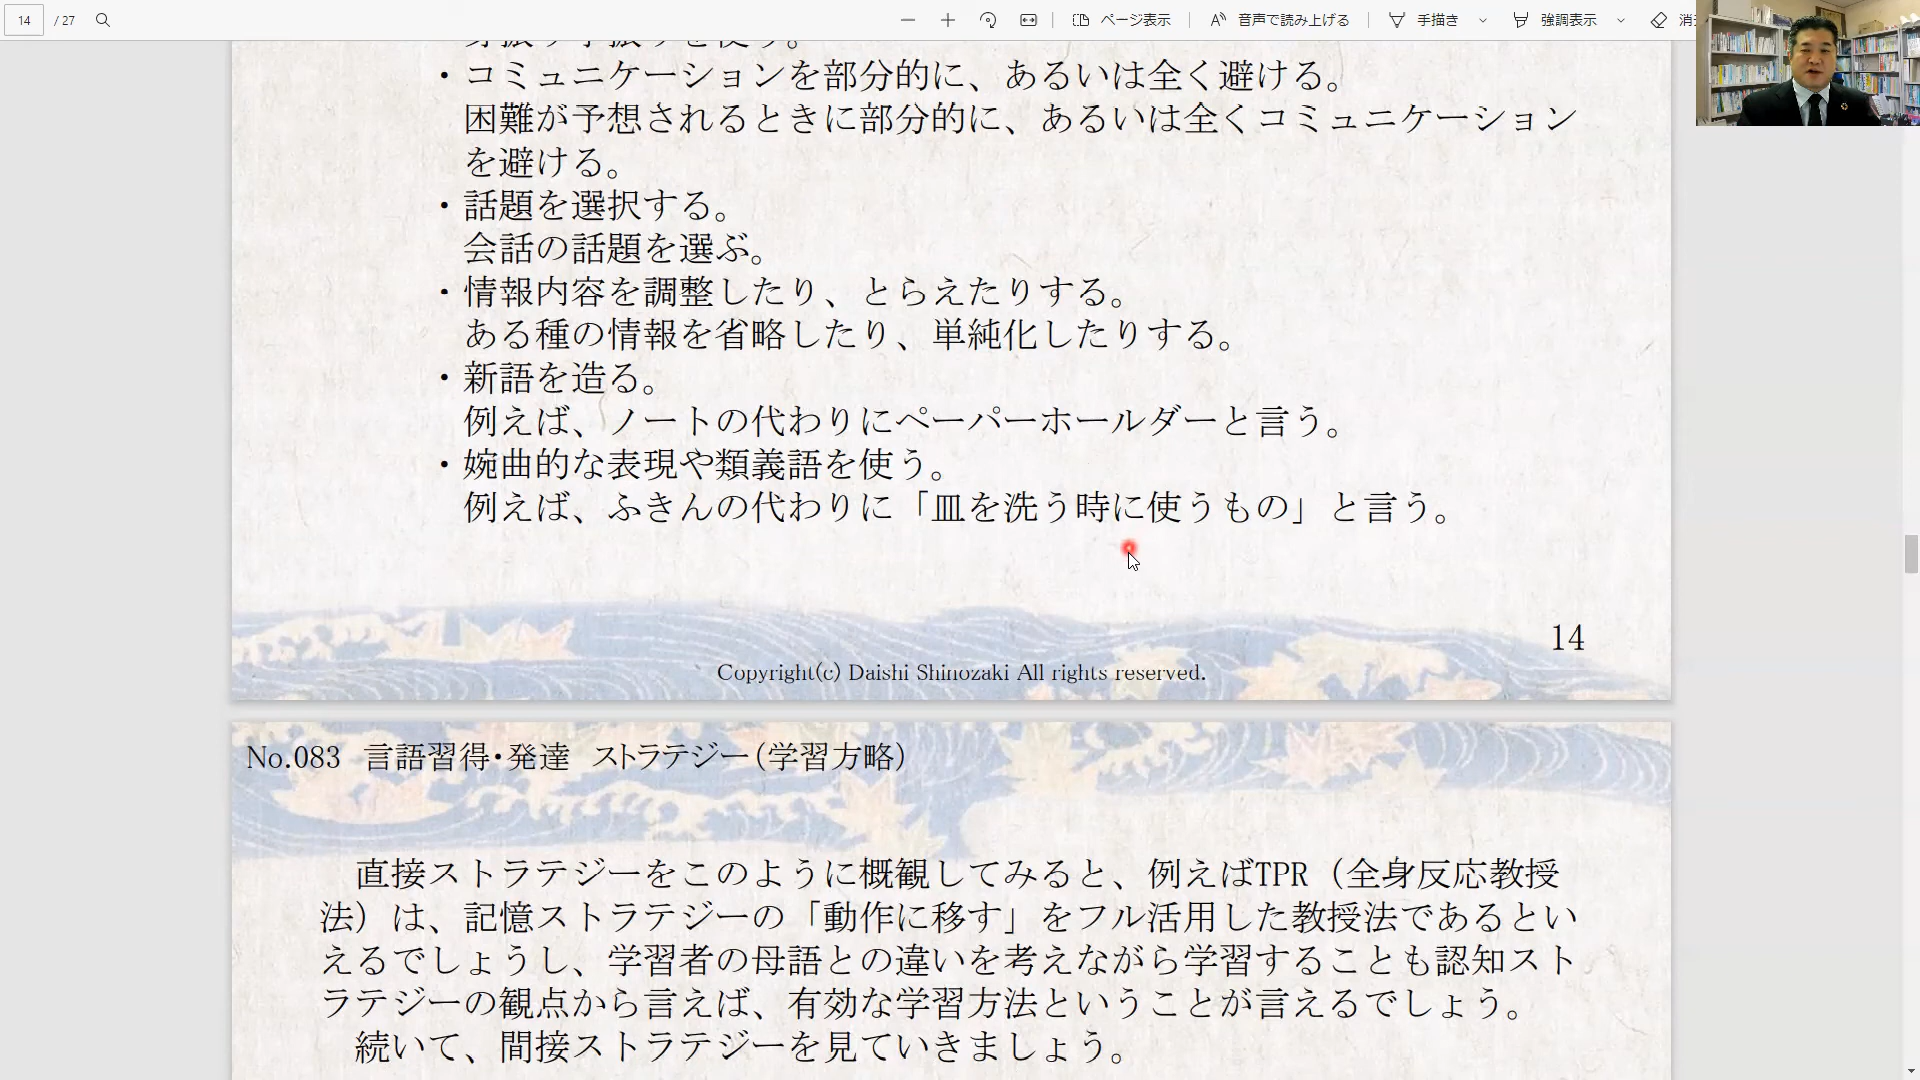 14 / 27 ページ表示 音声で読み上げる 手描き 強調表示
・コミュニケーションを部分的に、あるいは全く避ける。
困難が予想されるときに部分的に、あるいは全くコミュニケーション
を避ける。
・話題を選択する。
会話の話題を選ぶ。
・情報内容を調整したり、とらえたりする。
ある種の情報を省略したり、単純化したりする。
・新語を造る。
例えば、ノートの代わりにペーパーホールダーと言う。
・婉曲的な表現や類義語を使う。
例えば、ふきんの代わりに「皿を洗う時に使うもの」と言う。
14
Copyright(c) Daishi Shinozaki All rights reserved.
No.083 言語習得・発達 ストラテジー(学習方略)
直接ストラテジーをこのように概観してみると、例えばTPR(全身反応教授
法)は、記憶ストラテジーの「動作に移す」をフル活用した教授法であるとい
えるでしょうし、学習者の母語との違いを考えながら学習することも認知スト
ラテジーの観点から言えば、有効な学習方法ということが言えるでしょう。
続いて、間接ストラテジーを見ていきましょう。